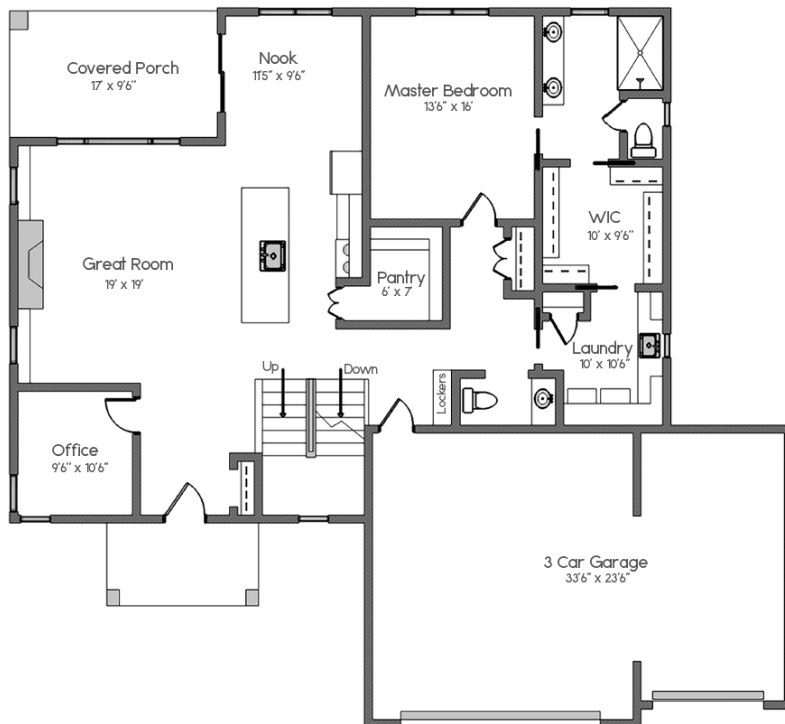 Covered Porch
17' x 9'6"
Nook
11'5" x 9'6"
Master Bedroom
13'6" x 16'
WIC
10' x 9'6"
Great Room
19' x 19'
Pantry
6' x 7'
Laundry
10' x 10'6"
Up
Down
Lockers
Office
9'6" x 10'6"
3 Car Garage
33'6" x 23'6"